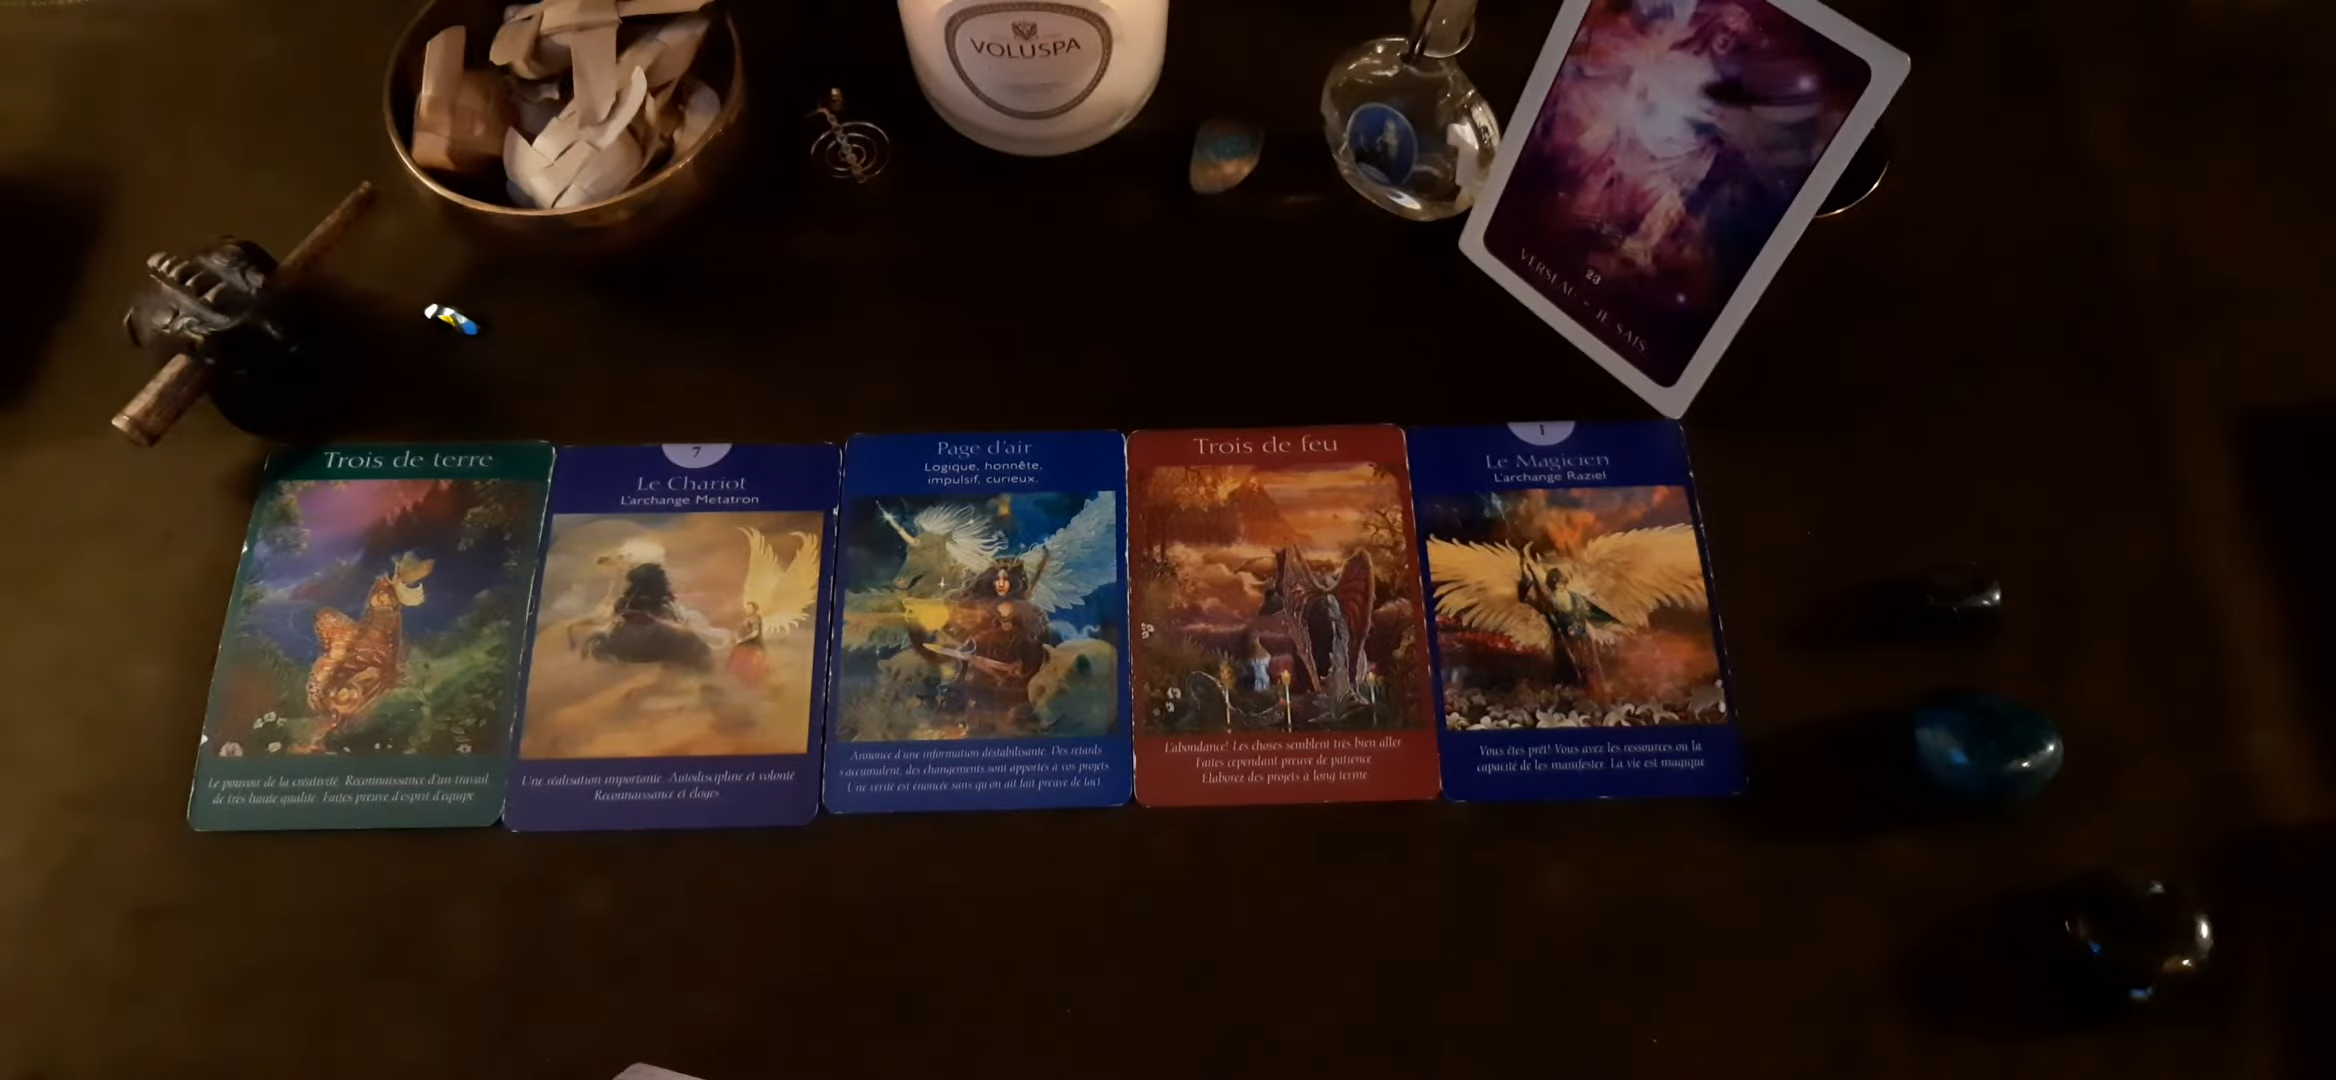 VOLUSPA
23
VERSEAU - JE SAIS
Trois de terre
Le pouvoir de la créativité. Reconnaissance d'un travail
de très haute qualité. Faites preuve d'esprit d'équipe
7
Le Chariot
L'archange Metatron
Une réalisation importante. Autodiscipline et volonté.
Reconnaissance et éloges.
Page d'air
Logique, honnête,
impulsif, curieux.
Annonce d'une information déstabilisante. Des retards
s'accumulent, des changements sont apportés à vos projets.
Une vérité est énoncée sans qu'on ait fait preuve de tact.
Trois de feu
L'abondance! Les choses semblent très bien aller
Faites cependant preuve de patience
Élaborez des projets à long terme.
1
Le Magicien
L'archange Raziel
Vous êtes prêt! Vous avez les ressources ou la
capacité de les manifester. La vie est magique